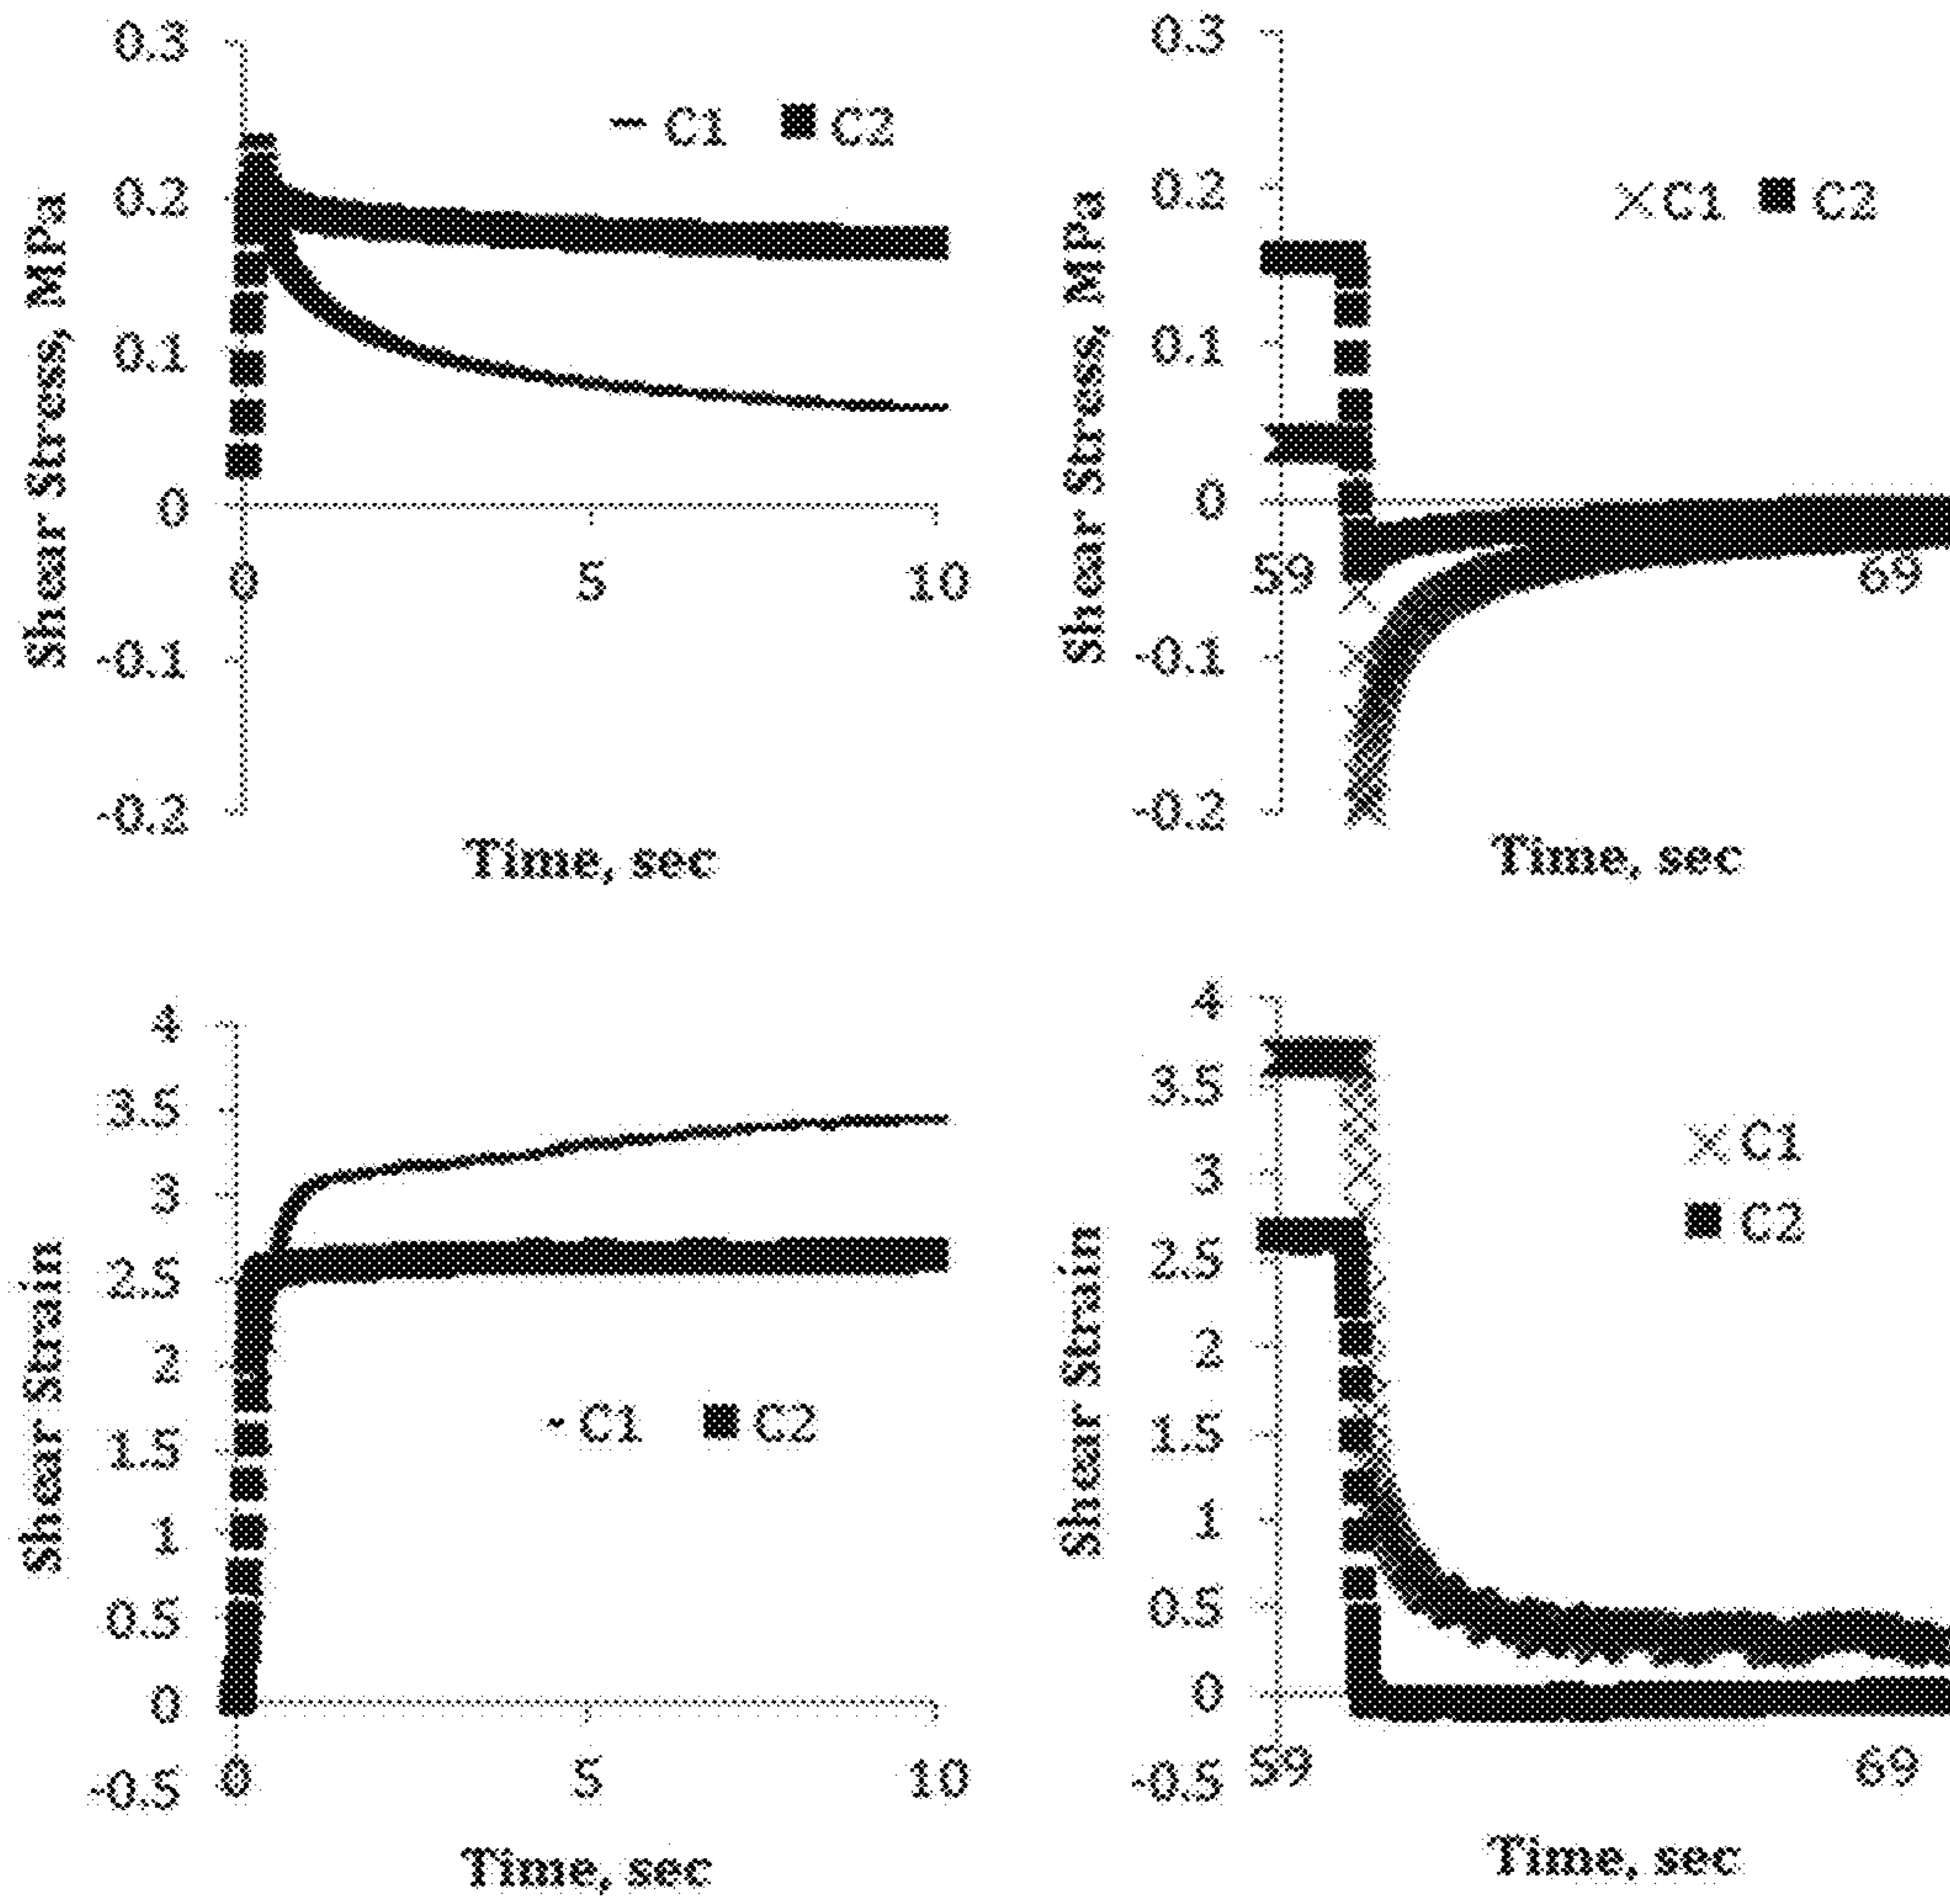 Shear Stress, MPa
0.3
0.2
0.1
0
-0.1
-0.2
C1 C2
0 5 10
Time, sec
Shear Stress, MPa
0.3
0.2
0.1
0
-0.1
-0.2
C1 C2
59 69
Time, sec
Shear Strain
4
3.5
3
2.5
2
1.5
1
0.5
0
-0.5
C1 C2
0 5 10
Time, sec
Shear Strain
4
3.5
3
2.5
2
1.5
1
0.5
0
-0.5
C1
C2
59 69
Time, sec